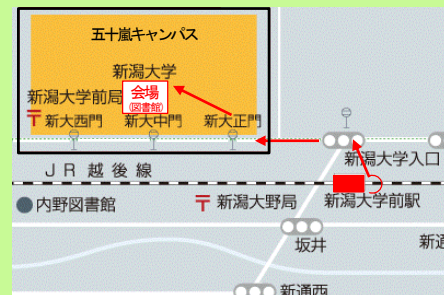 五十嵐キャンパス
新潟大学
新潟大学前局
会場
(図書館)
〒 新大西門 新大中門 新大正門
新潟大学入口
JR越後線
内野図書館
〒 新潟大野局
新潟大学前駅
坂井
新通
新通西